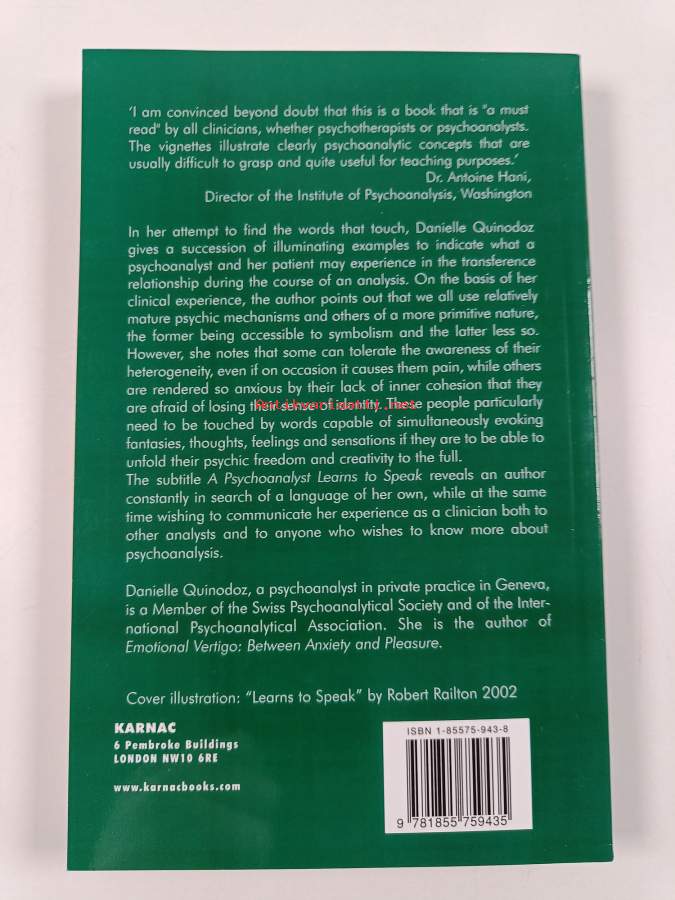 'I am convinced beyond doubt that this is a book that is "a must
read" by all clinicians, whether psychotherapists or psychoanalysts.
The vignettes illustrate clearly psychoanalytic concepts that are
usually difficult to grasp and quite useful for teaching purposes.'
Dr. Antoine Hani,
Director of the Institute of Psychoanalysis, Washington
In her attempt to find the words that touch, Danielle Quinodoz
gives a succession of illuminating examples to indicate what a
psychoanalyst and her patient may experience in the transference
relationship during the course of an analysis. On the basis of her
clinical experience, the author points out that we all use relatively
mature psychic mechanisms and others of a more primitive nature,
the former being accessible to symbolism and the latter less so.
However, she notes that some can tolerate the awareness of their
heterogeneity, even if on occasion it causes them pain, while others
are rendered so anxious by their lack of inner cohesion that they
are afraid of losing their sense of identity. These people particularly
need to be touched by words capable of simultaneously evoking
fantasies, thoughts, feelings and sensations if they are to be able to
unfold their psychic freedom and creativity to the full.
The subtitle A Psychoanalyst Learns to Speak reveals an author
constantly in search of a language of her own, while at the same
time wishing to communicate her experience as a clinician both to
other analysts and to anyone who wishes to know more about
psychoanalysis.
Danielle Quinodoz, a psychoanalyst in private practice in Geneva,
is a Member of the Swiss Psychoanalytical Society and of the Inter-
national Psychoanalytical Association. She is the author of
Emotional Vertigo: Between Anxiety and Pleasure.
Cover illustration: "Learns to Speak" by Robert Railton 2002
KARNAC
6 Pembroke Buildings
LONDON NW10 6RE
www.karnacbooks.com
ISBN 1-85575-943-8
9 781855 759435